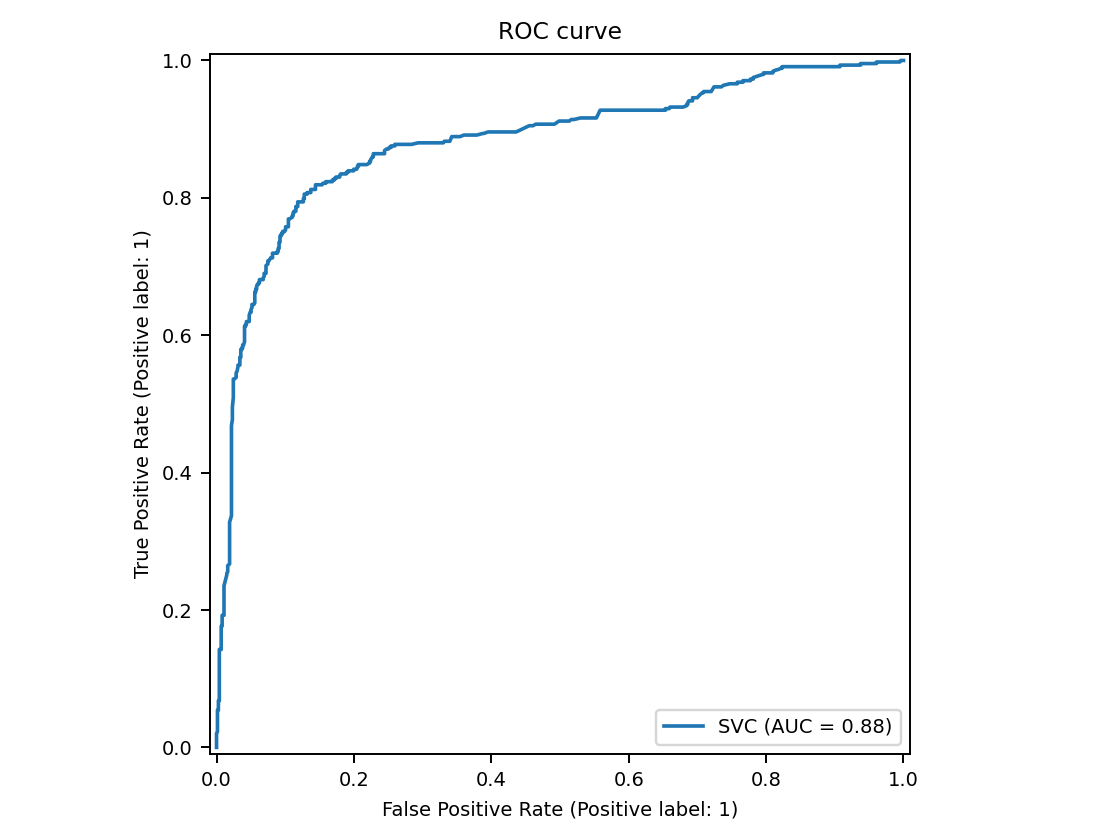 ROC curve
True Positive Rate (Positive label: 1)
1.0
0.8
0.6
0.4
0.2
0.0
SVC (AUC = 0.88)
0.0 0.2 0.4 0.6 0.8 1.0
False Positive Rate (Positive label: 1)